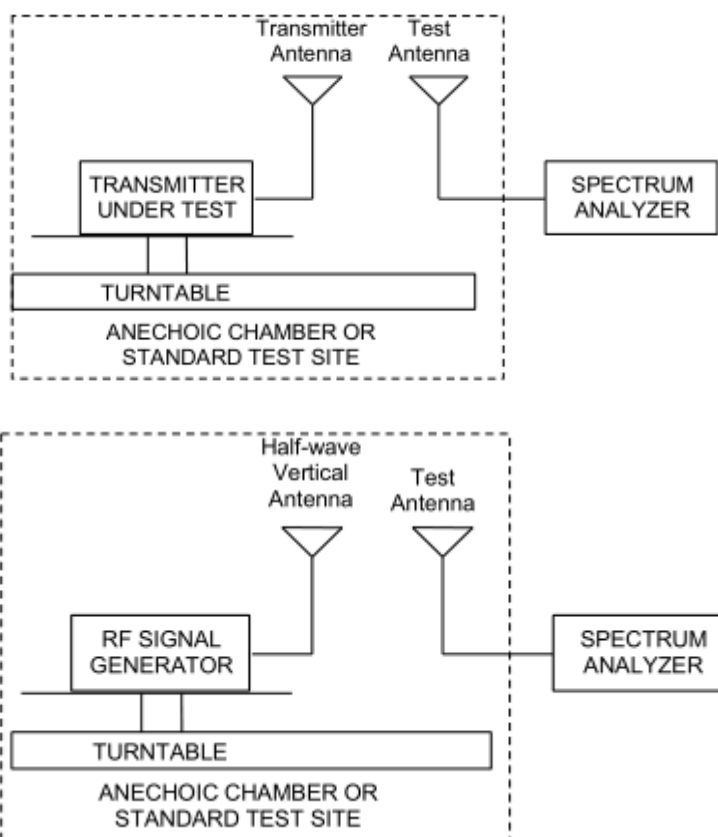 Transmitter
Antenna
Test
Antenna
TRANSMITTER
UNDER TEST
SPECTRUM
ANALYZER
TURNTABLE
ANECHOIC CHAMBER OR
STANDARD TEST SITE
Half-wave
Vertical
Antenna
Test
Antenna
RF SIGNAL
GENERATOR
SPECTRUM
ANALYZER
TURNTABLE
ANECHOIC CHAMBER OR
STANDARD TEST SITE